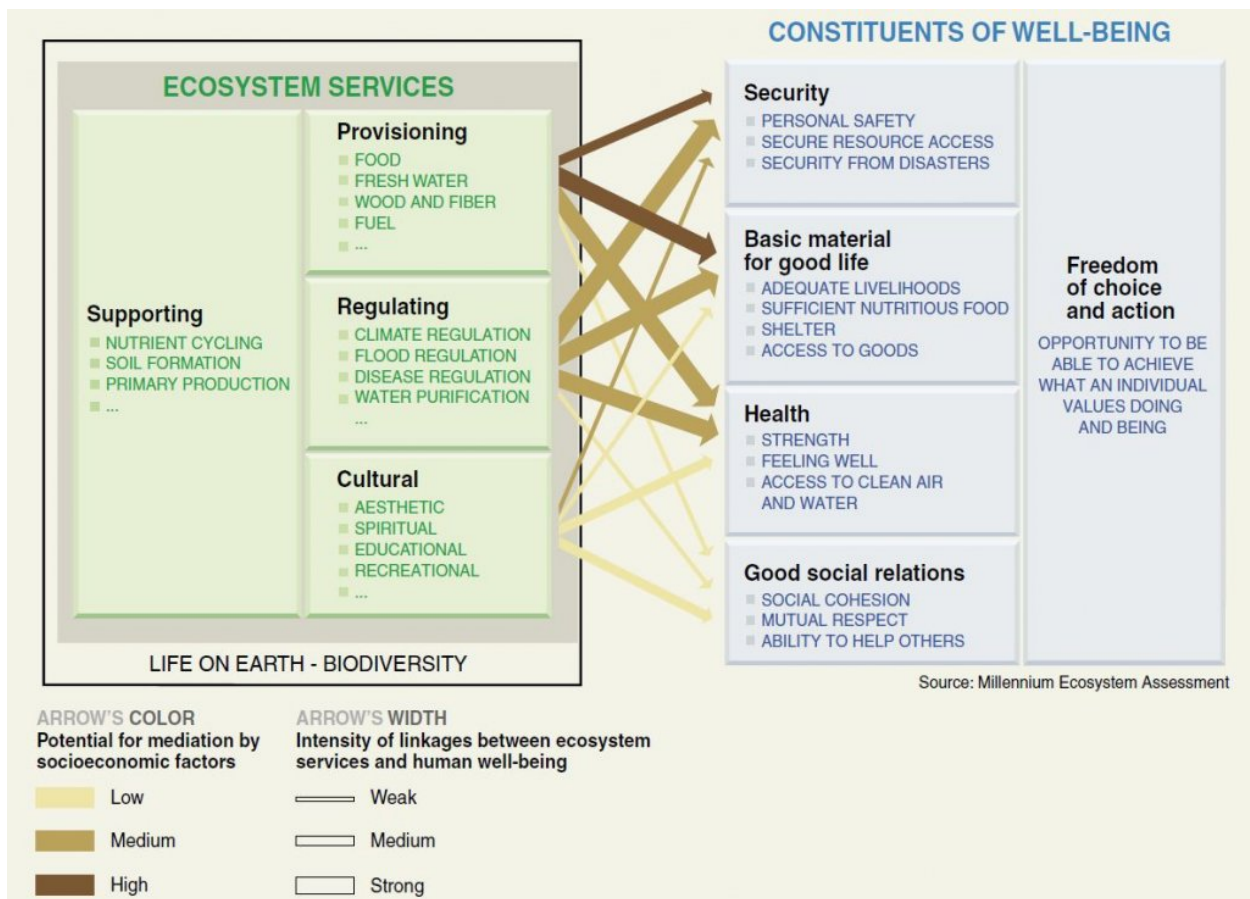 CONSTITUENTS OF WELL-BEING
ECOSYSTEM SERVICES
Supporting
NUTRIENT CYCLING
SOIL FORMATION
PRIMARY PRODUCTION
...
Provisioning
FOOD
FRESH WATER
WOOD AND FIBER
FUEL
...
Regulating
CLIMATE REGULATION
FLOOD REGULATION
DISEASE REGULATION
WATER PURIFICATION
...
Cultural
AESTHETIC
SPIRITUAL
EDUCATIONAL
RECREATIONAL
...
LIFE ON EARTH - BIODIVERSITY
Security
PERSONAL SAFETY
SECURE RESOURCE ACCESS
SECURITY FROM DISASTERS
Basic material
for good life
ADEQUATE LIVELIHOODS
SUFFICIENT NUTRITIOUS FOOD
SHELTER
ACCESS TO GOODS
Health
STRENGTH
FEELING WELL
ACCESS TO CLEAN AIR
AND WATER
Good social relations
SOCIAL COHESION
MUTUAL RESPECT
ABILITY TO HELP OTHERS
Freedom
of choice
and action
OPPORTUNITY TO BE
ABLE TO ACHIEVE
WHAT AN INDIVIDUAL
VALUES DOING
AND BEING
Source: Millennium Ecosystem Assessment
ARROW'S COLOR
Potential for mediation by
socioeconomic factors
Low
Medium
High
ARROW'S WIDTH
Intensity of linkages between ecosystem
services and human well-being
Weak
Medium
Strong